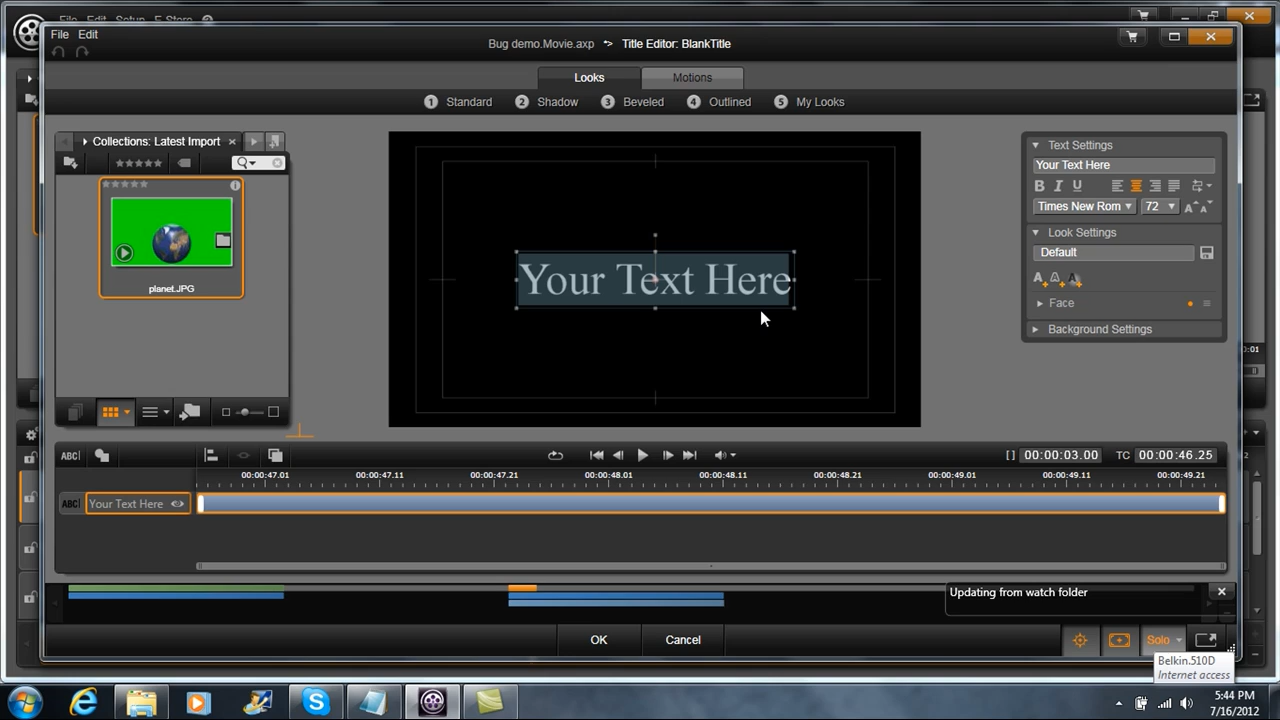 File Edit Setup E-Store
File Edit
Bug demo.Movie.axp Title Editor: BlankTitle
Looks Motions
1 Standard 2 Shadow 3 Beveled 4 Outlined 5 My Looks
Collections: Latest Import
planet.JPG
Your Text Here
Text Settings
Your Text Here
B I U
Times New Rom 72
Look Settings
Default
Face
Background Settings
:01
ABC [] 00:00:03.00 TC 00:00:46.25
00:00:47.01 00:00:47.11 00:00:47.21 00:00:48.01 00:00:48.11 00:00:48.21 00:00:49.01 00:00:49.11 00:00:49.21
ABC Your Text Here
Updating from watch folder
OK Cancel Solo
Belkin.510D
Internet access
5:44 PM
7/16/2012